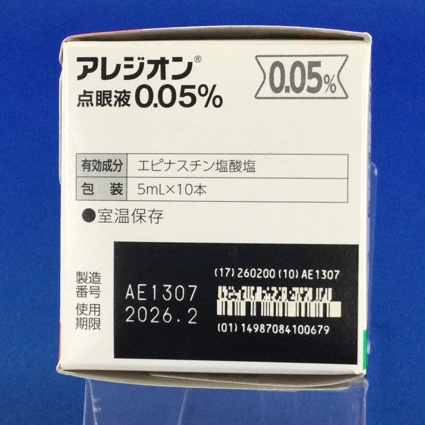 アレジオン®
点眼液0.05%
0.05%
有効成分 エピナスチン塩酸塩
包装 5mL×10本
●室温保存
製造番号 AE1307
使用期限 2026.2
(17)260200(10)AE1307
(01)14987084100679